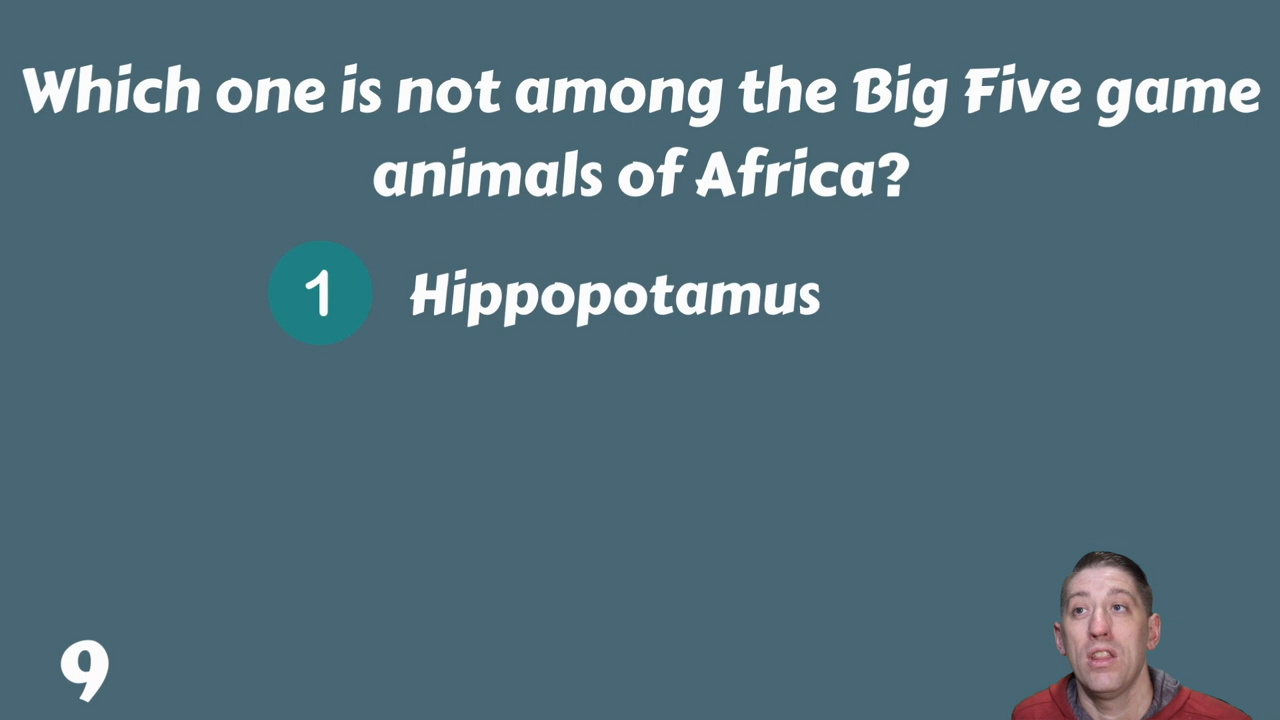 Which one is not among the Big Five game
animals of Africa?
1 Hippopotamus
9